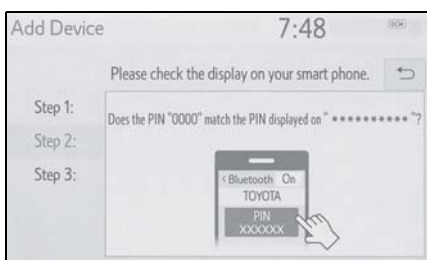 Add Device
7:48
DCM
Please check the display on your smart phone.
Step 1:
Does the PIN "0000" match the PIN displayed on "**********"?
Step 2:
Step 3:
< Bluetooth On
TOYOTA
PIN
XXXXXX